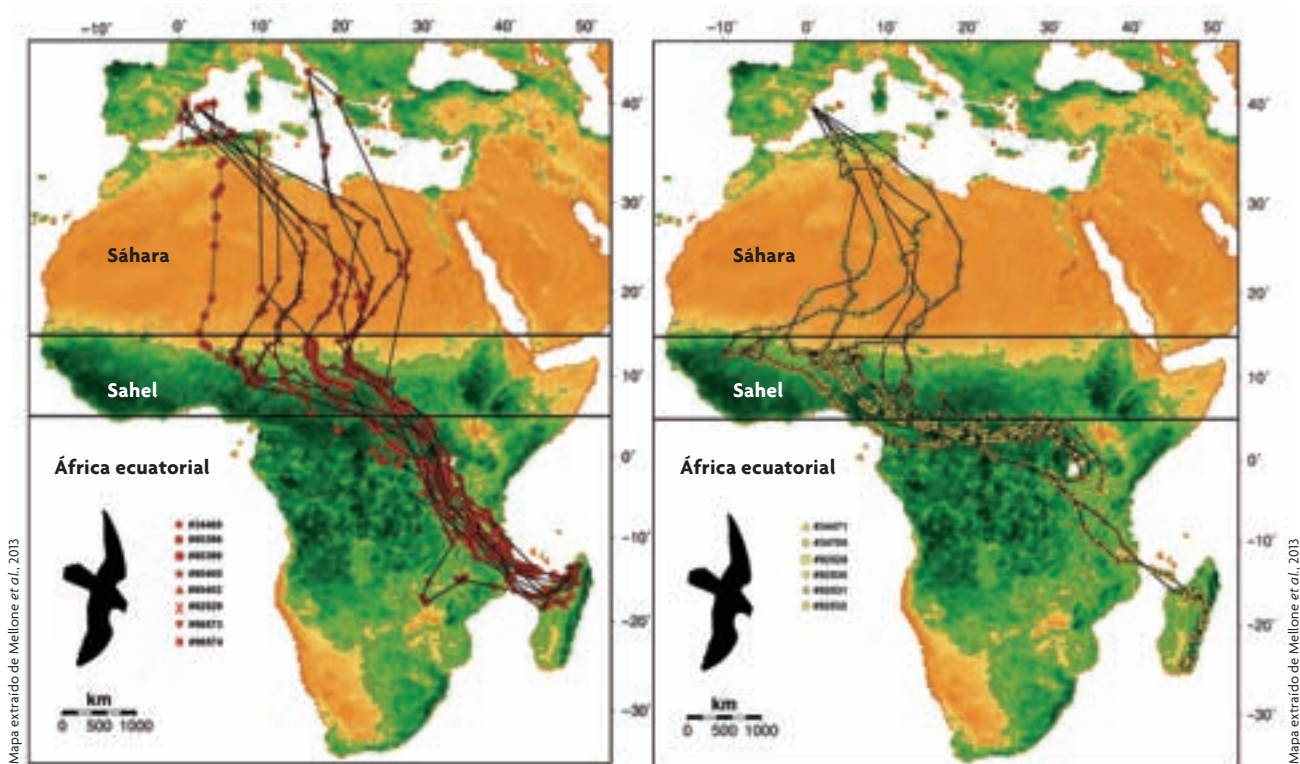 −10° 0° 10° 20° 30° 40° 50°
40°
30°
20°
10°
0°
−10°
−20°
−30°
Sáhara
Sahel
África ecuatorial
km
0 500 1000
Mapa extraído de Mellone et al., 2013
−10° 0° 10° 20° 30° 40° 50°
40°
30°
20°
10°
0°
−10°
−20°
−30°
Sáhara
Sahel
África ecuatorial
km
0 500 1000
Mapa extraído de Mellone et al., 2013